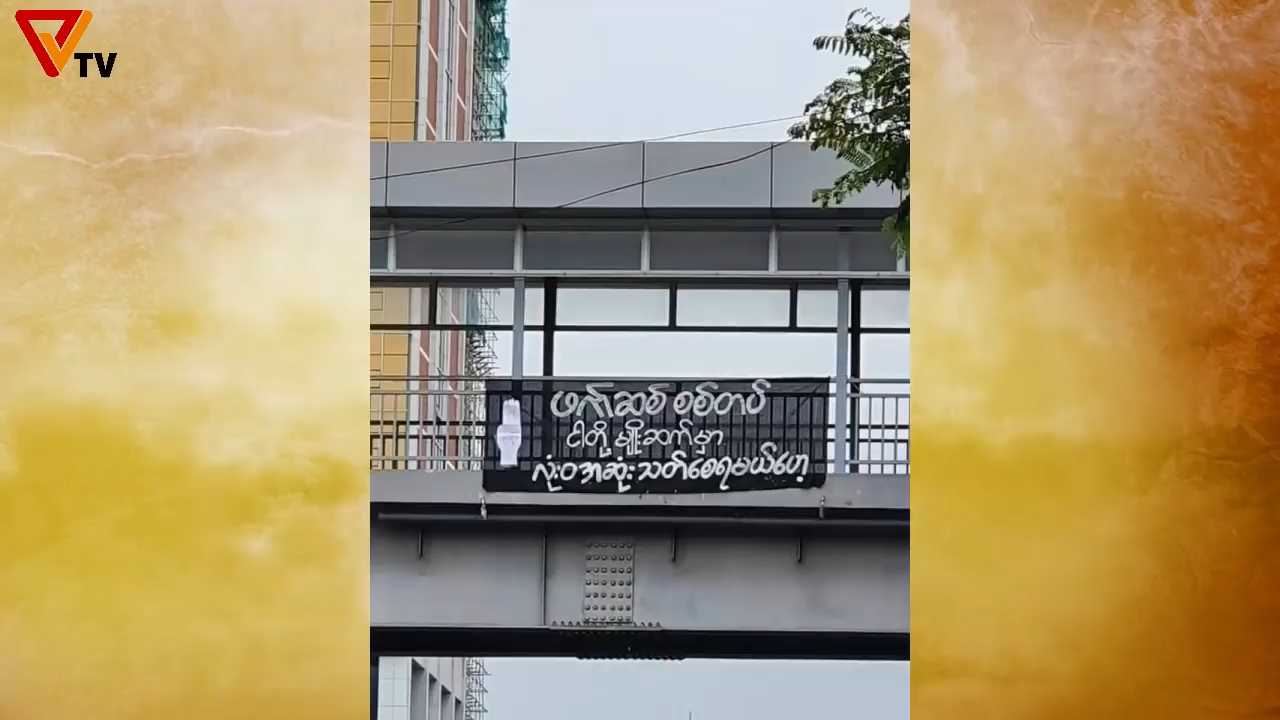 TV
ဖက်ဆစ် စစ်တပ်
ငါတို့ မျိုးဆက်မှာ
လုံးဝအဆုံးသတ်စေရမယ်ဟေ့